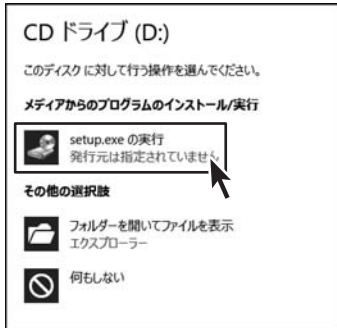 CD ドライブ (D:)
このディスク に対して行う操作を選んでください。
メディアからのプログラムのインストール/実行
setup.exe の実行
発行元は指定されていません
その他の選択肢
フォルダーを開いてファイルを表示
エクスプローラー
何もしない